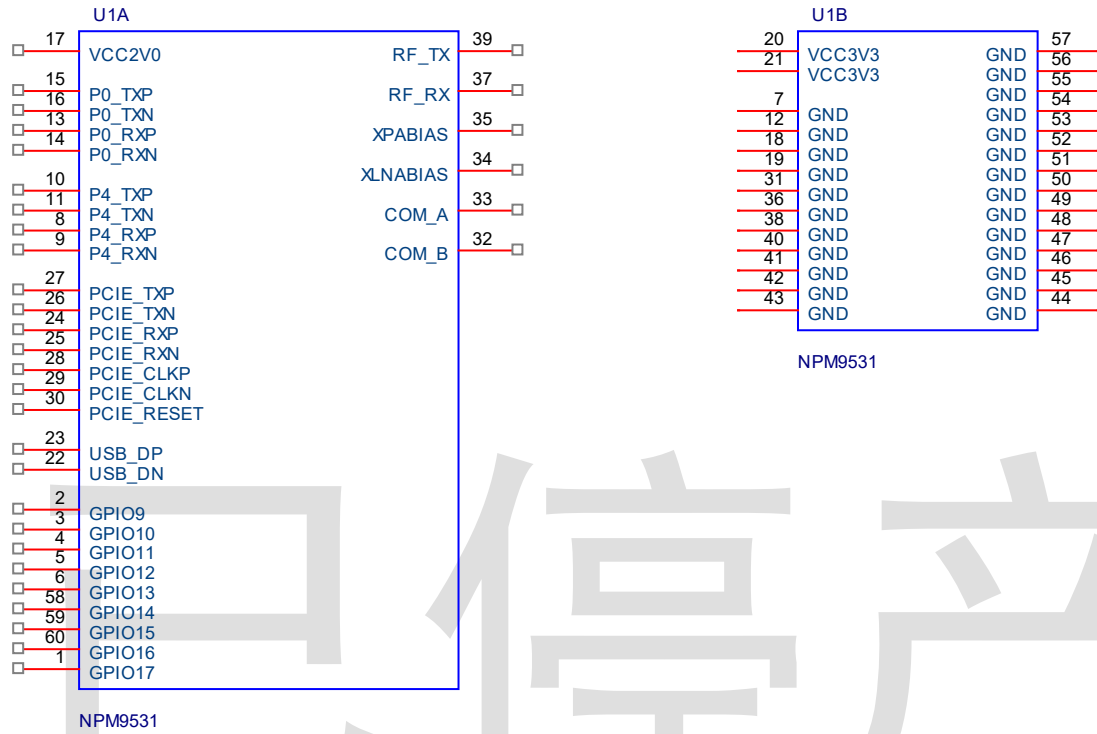 U1A
17 VCC2V0
15 P0_TXP
16 P0_TXN
13 P0_RXP
14 P0_RXN
10 P4_TXP
11 P4_TXN
8 P4_RXP
9 P4_RXN
27 PCIE_TXP
26 PCIE_TXN
24 PCIE_RXP
25 PCIE_RXN
28 PCIE_CLKP
29 PCIE_CLKN
30 PCIE_RESET
23 USB_DP
22 USB_DN
2 GPIO9
3 GPIO10
4 GPIO11
5 GPIO12
6 GPIO13
58 GPIO14
59 GPIO15
60 GPIO16
1 GPIO17
RF_TX 39
RF_RX 37
XPABIAS 35
XLNABIAS 34
COM_A 33
COM_B 32
NPM9531
U1B
20 VCC3V3 GND 57
21 VCC3V3 GND 56
GND 55
7 GND GND 54
12 GND GND 53
18 GND GND 52
19 GND GND 51
31 GND GND 50
36 GND GND 49
38 GND GND 48
40 GND GND 47
41 GND GND 46
42 GND GND 45
43 GND GND 44
NPM9531
已停产